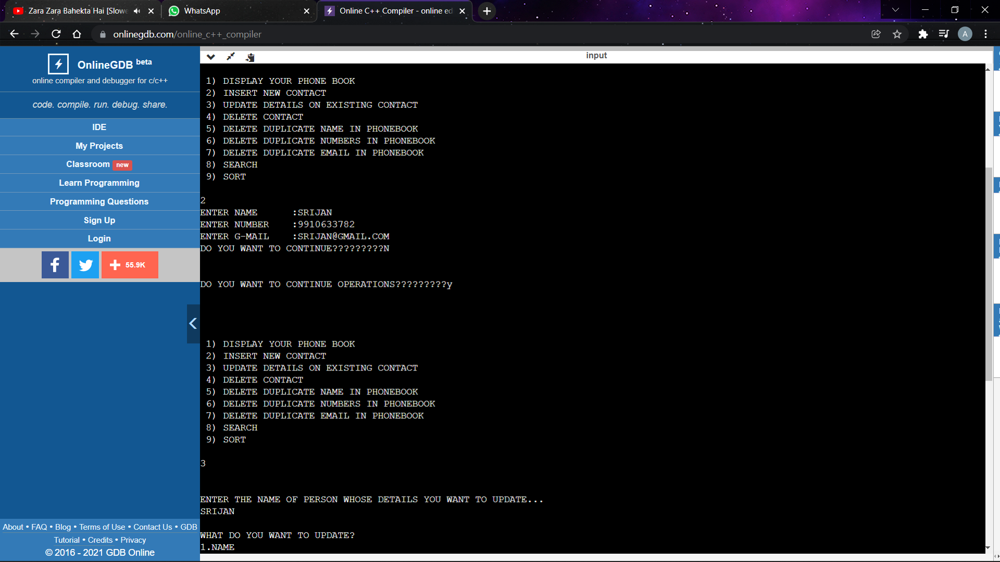 Zara Zara Bahekta Hai [Slowe
WhatsApp
Online C++ Compiler - online ed
onlinegdb.com/online_c++_compiler
A
OnlineGDB beta
online compiler and debugger for c/c++
code. compile. run. debug. share.
IDE
My Projects
Classroom new
Learn Programming
Programming Questions
Sign Up
Login
55.9K
About • FAQ • Blog • Terms of Use • Contact Us • GDB
Tutorial • Credits • Privacy
© 2016 - 2021 GDB Online
input
1) DISPLAY YOUR PHONE BOOK
2) INSERT NEW CONTACT
3) UPDATE DETAILS ON EXISTING CONTACT
4) DELETE CONTACT
5) DELETE DUPLICATE NAME IN PHONEBOOK
6) DELETE DUPLICATE NUMBERS IN PHONEBOOK
7) DELETE DUPLICATE EMAIL IN PHONEBOOK
8) SEARCH
9) SORT
2
ENTER NAME :SRIJAN
ENTER NUMBER :9910633782
ENTER G-MAIL :SRIJAN@GMAIL.COM
DO YOU WANT TO CONTINUE?????????N
DO YOU WANT TO CONTINUE OPERATIONS?????????y
1) DISPLAY YOUR PHONE BOOK
2) INSERT NEW CONTACT
3) UPDATE DETAILS ON EXISTING CONTACT
4) DELETE CONTACT
5) DELETE DUPLICATE NAME IN PHONEBOOK
6) DELETE DUPLICATE NUMBERS IN PHONEBOOK
7) DELETE DUPLICATE EMAIL IN PHONEBOOK
8) SEARCH
9) SORT
3
ENTER THE NAME OF PERSON WHOSE DETAILS YOU WANT TO UPDATE...
SRIJAN
WHAT DO YOU WANT TO UPDATE?
1.NAME